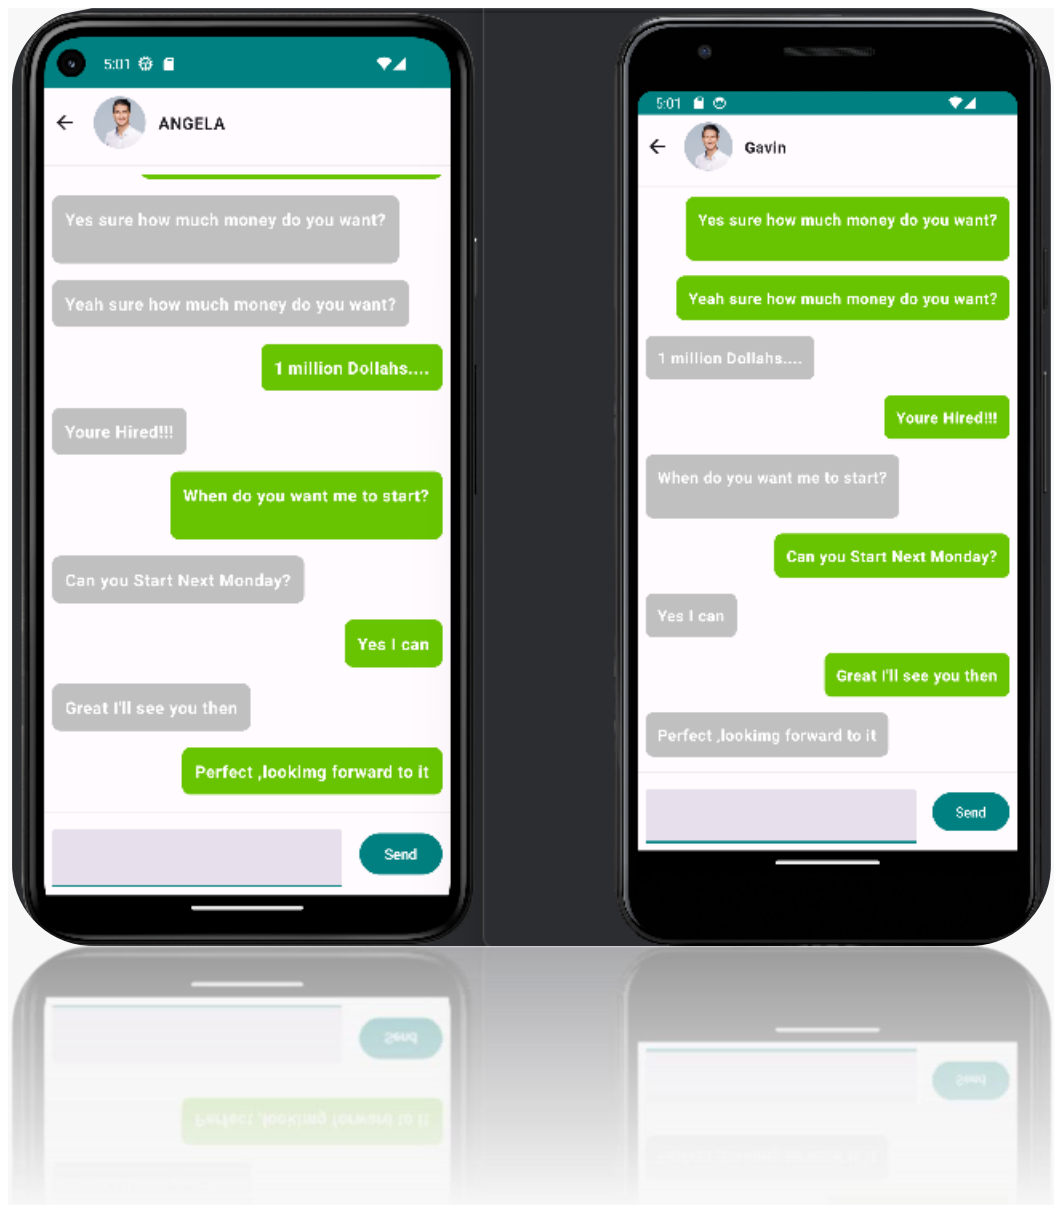 5:01
ANGELA
Yes sure how much money do you want?
Yeah sure how much money do you want?
1 million Dollahs....
Youre Hired!!!
When do you want me to start?
Can you Start Next Monday?
Yes I can
Great I'll see you then
Perfect ,lookimg forward to it
Send
5:01
Gavin
Yes sure how much money do you want?
Yeah sure how much money do you want?
1 million Dollahs....
Youre Hired!!!
When do you want me to start?
Can you Start Next Monday?
Yes I can
Great I'll see you then
Perfect ,lookimg forward to it
Send